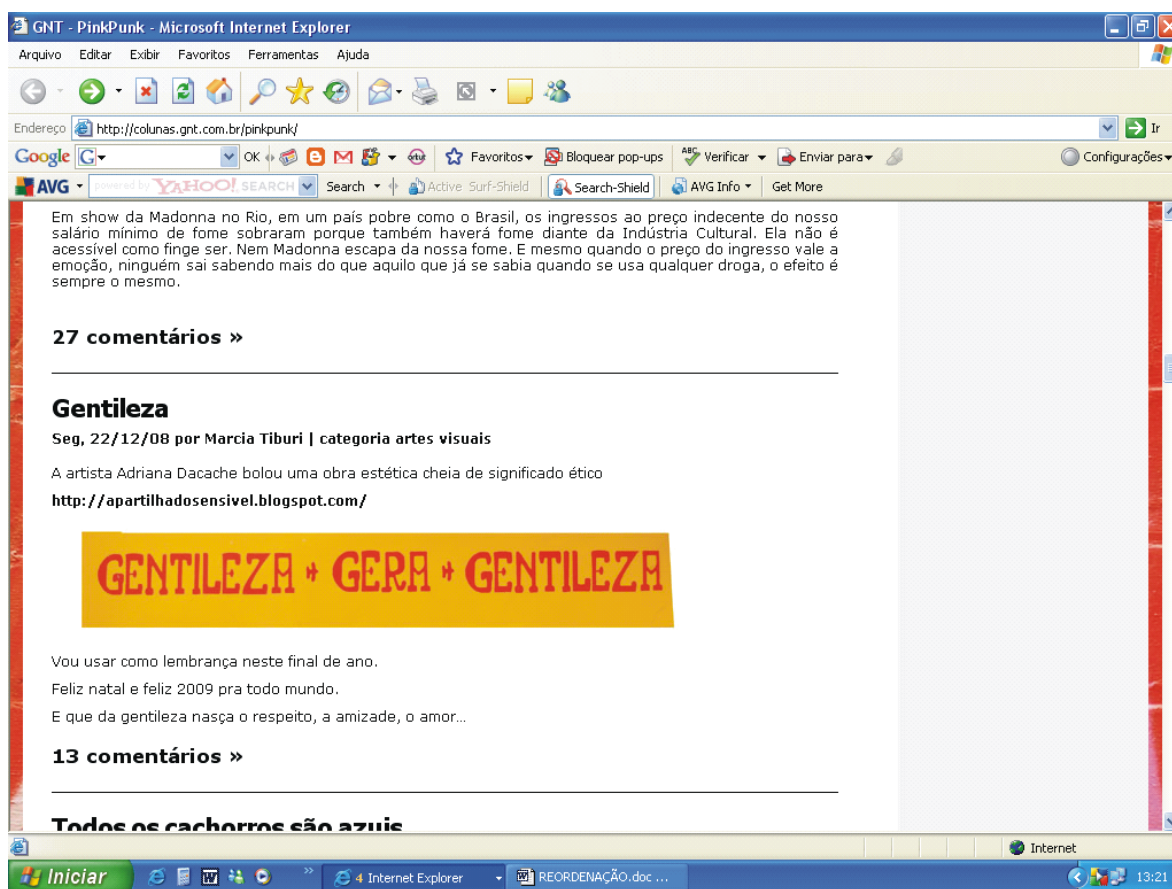 GNT - PinkPunk - Microsoft Internet Explorer
Arquivo Editar Exibir Favoritos Ferramentas Ajuda
Endereço http://colunas.gnt.com.br/pinkpunk/ Ir
Google G OK Favoritos Bloquear pop-ups ABC Verificar Enviar para Configurações
AVG powered by YAHOO! SEARCH Search Active Surf-Shield Search-Shield AVG Info Get More
Em show da Madonna no Rio, em um país pobre como o Brasil, os ingressos ao preço indecente do nosso
salário mínimo de fome sobraram porque também haverá fome diante da Indústria Cultural. Ela não é
acessível como finge ser. Nem Madonna escapa da nossa fome. E mesmo quando o preço do ingresso vale a
emoção, ninguém sai sabendo mais do que aquilo que já se sabia quando se usa qualquer droga, o efeito é
sempre o mesmo.
27 comentários »
Gentileza
Seg, 22/12/08 por Marcia Tiburi | categoria artes visuais
A artista Adriana Dacache bolou uma obra estética cheia de significado ético
http://apartilhadosensivel.blogspot.com/
GENTILEZA GERA GENTILEZA
Vou usar como lembrança neste final de ano.
Feliz natal e feliz 2009 pra todo mundo.
E que da gentileza nasça o respeito, a amizade, o amor...
13 comentários »
Todos os cachorros são azuis
Internet
Iniciar » 4 Internet Explorer REORDENAÇÃO.doc ... 13:21